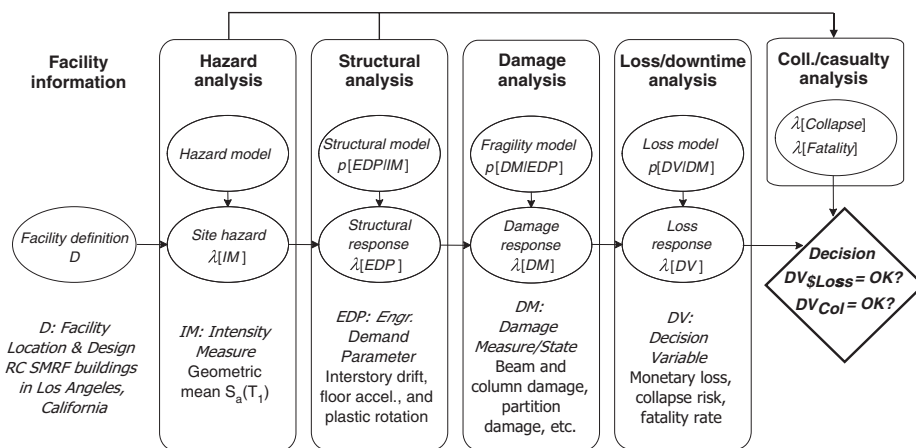 Facility
information
Facility definition
D
D: Facility
Location & Design
RC SMRF buildings
in Los Angeles,
California
Hazard
analysis
Hazard model
Site hazard
λ[IM]
IM: Intensity
Measure
Geometric
mean Sa(T1)
Structural
analysis
Structural model
p[EDP|IM]
Structural
response
λ[EDP]
EDP: Engr.
Demand
Parameter
Interstory drift,
floor accel., and
plastic rotation
Damage
analysis
Fragility model
p[DM|EDP]
Damage
response
λ[DM]
DM:
Damage
Measure/State
Beam and
column damage,
partition
damage, etc.
Loss/downtime
analysis
Loss model
p[DV|DM]
Loss
response
λ[DV]
DV:
Decision
Variable
Monetary loss,
collapse risk,
fatality rate
Coll./casualty
analysis
λ[Collapse]
λ[Fatality]
Decision
DV$Loss = OK?
DVCol = OK?